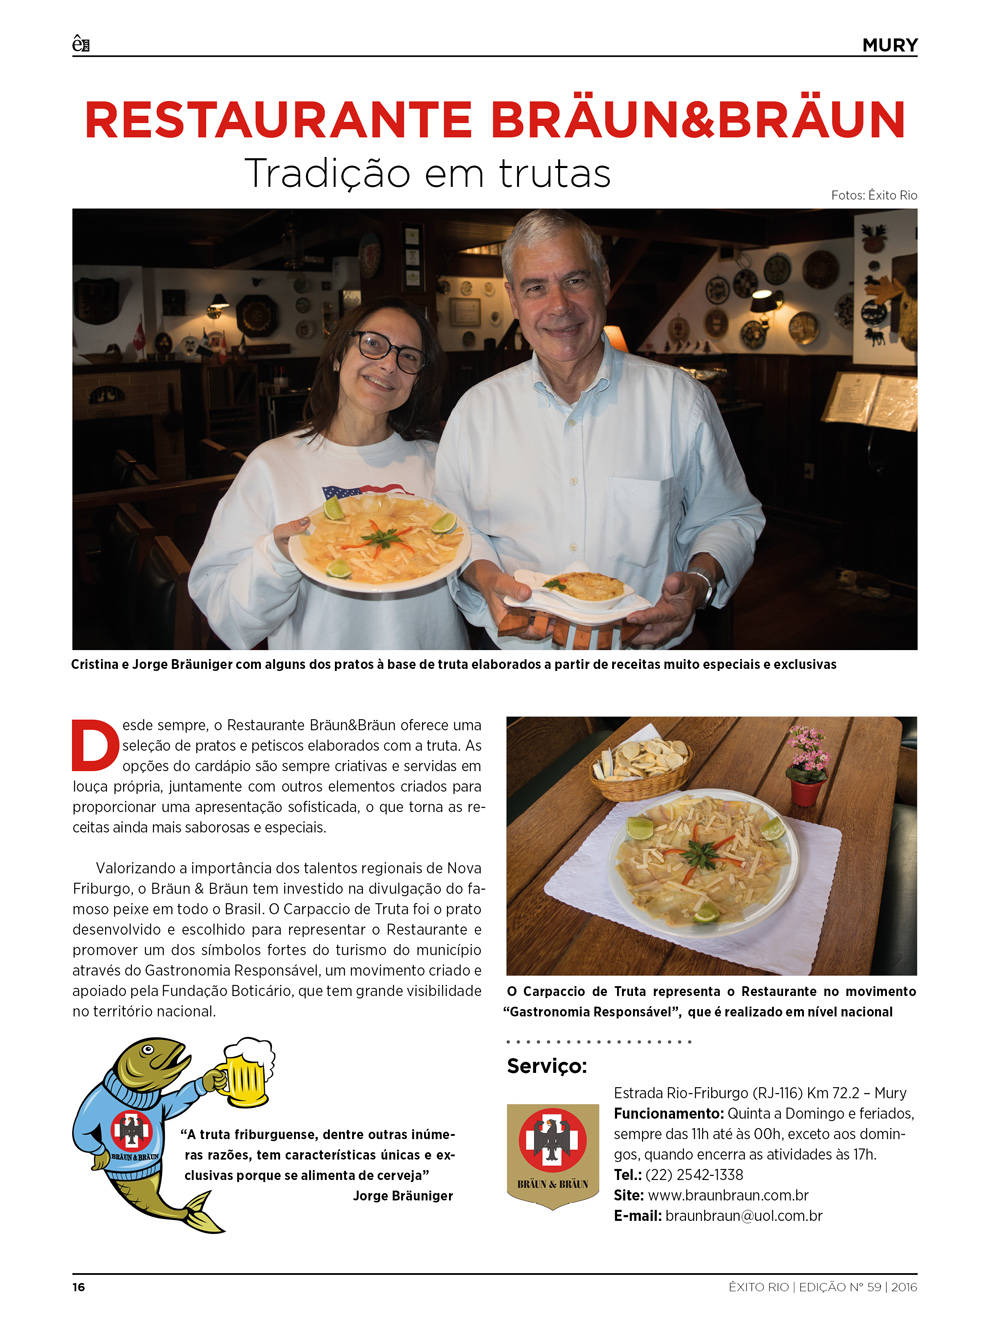 ê
MURY
RESTAURANTE BRÄUN&BRÄUN
Tradição em trutas
Fotos: Êxito Rio
Cristina e Jorge Bräuniger com alguns dos pratos à base de truta elaborados a partir de receitas muito especiais e exclusivas
Desde sempre, o Restaurante Bräun&Bräun oferece uma
seleção de pratos e petiscos elaborados com a truta. As
opções do cardápio são sempre criativas e servidas em
louça própria, juntamente com outros elementos criados para
proporcionar uma apresentação sofisticada, o que torna as re-
ceitas ainda mais saborosas e especiais.
Valorizando a importância dos talentos regionais de Nova
Friburgo, o Bräun & Bräun tem investido na divulgação do fa-
moso peixe em todo o Brasil. O Carpaccio de Truta foi o prato
desenvolvido e escolhido para representar o Restaurante e
promover um dos símbolos fortes do turismo do município
através do Gastronomia Responsável, um movimento criado e
apoiado pela Fundação Boticário, que tem grande visibilidade
no território nacional.
BRÄUN & BRÄUN
“A truta friburguense, dentre outras inúme-
ras razões, tem características únicas e ex-
clusivas porque se alimenta de cerveja”
Jorge Bräuniger
O Carpaccio de Truta representa o Restaurante no movimento
“Gastronomia Responsável”, que é realizado em nível nacional
Serviço:
BRÄUN & BRÄUN
Estrada Rio-Friburgo (RJ-116) Km 72.2 – Mury
Funcionamento: Quinta a Domingo e feriados,
sempre das 11h até às 00h, exceto aos domin-
gos, quando encerra as atividades às 17h.
Tel.: (22) 2542-1338
Site: www.braunbraun.com.br
E-mail: braunbraun@uol.com.br
16
ÊXITO RIO | EDIÇÃO Nº 59 | 2016